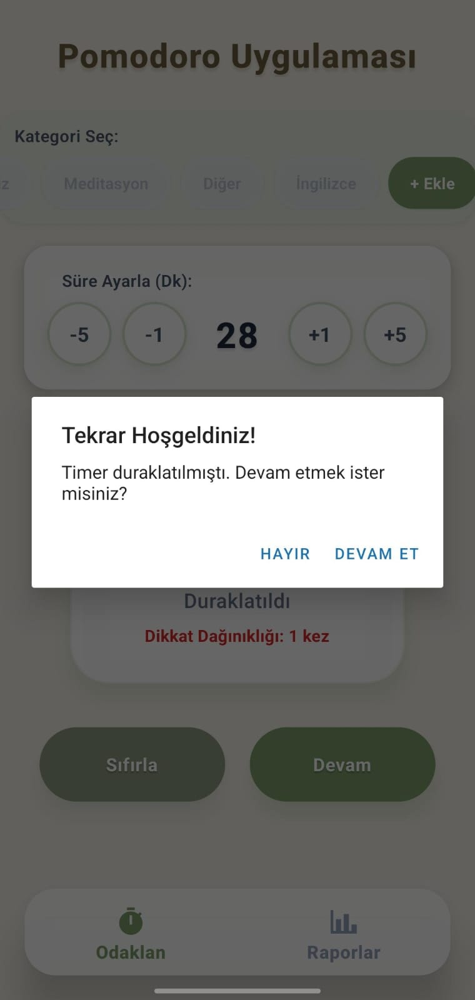 Pomodoro Uygulaması
Kategori Seç:
z Meditasyon Diğer İngilizce + Ekle
Süre Ayarla (Dk):
-5 -1 28 +1 +5
Tekrar Hoşgeldiniz!
Timer duraklatılmıştı. Devam etmek ister
misiniz?
HAYIR DEVAM ET
Duraklatıldı
Dikkat Dağınıklığı: 1 kez
Sıfırla Devam
Odaklan Raporlar